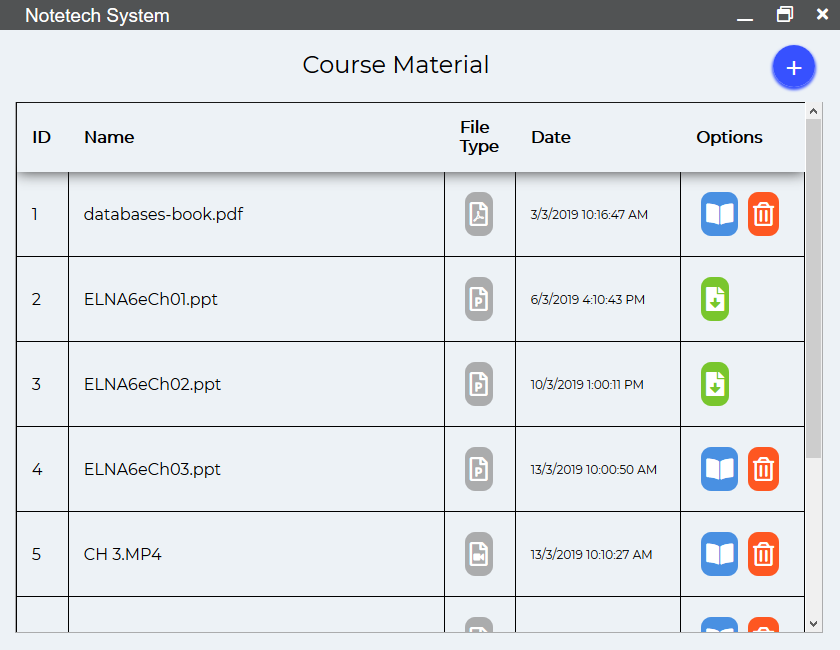 Notetech System
Course Material
+
ID Name File Type Date Options
1 databases-book.pdf 3/3/2019 10:16:47 AM
2 ELNA6eCh01.ppt P 6/3/2019 4:10:43 PM
3 ELNA6eCh02.ppt P 10/3/2019 1:00:11 PM
4 ELNA6eCh03.ppt P 13/3/2019 10:00:50 AM
5 CH 3.MP4 13/3/2019 10:10:27 AM